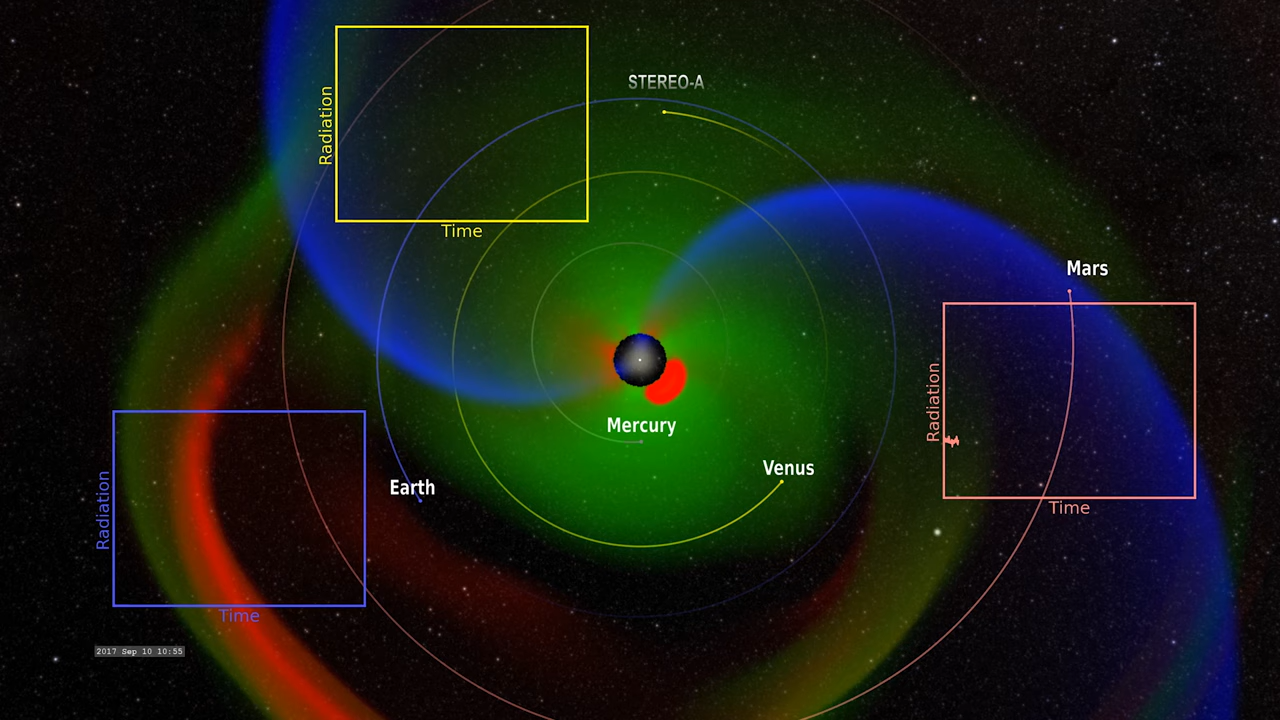 STEREO-A
Radiation
Time
Mars
Radiation
Time
Mercury
Venus
Earth
Radiation
Time
2017 Sep 10 10:55